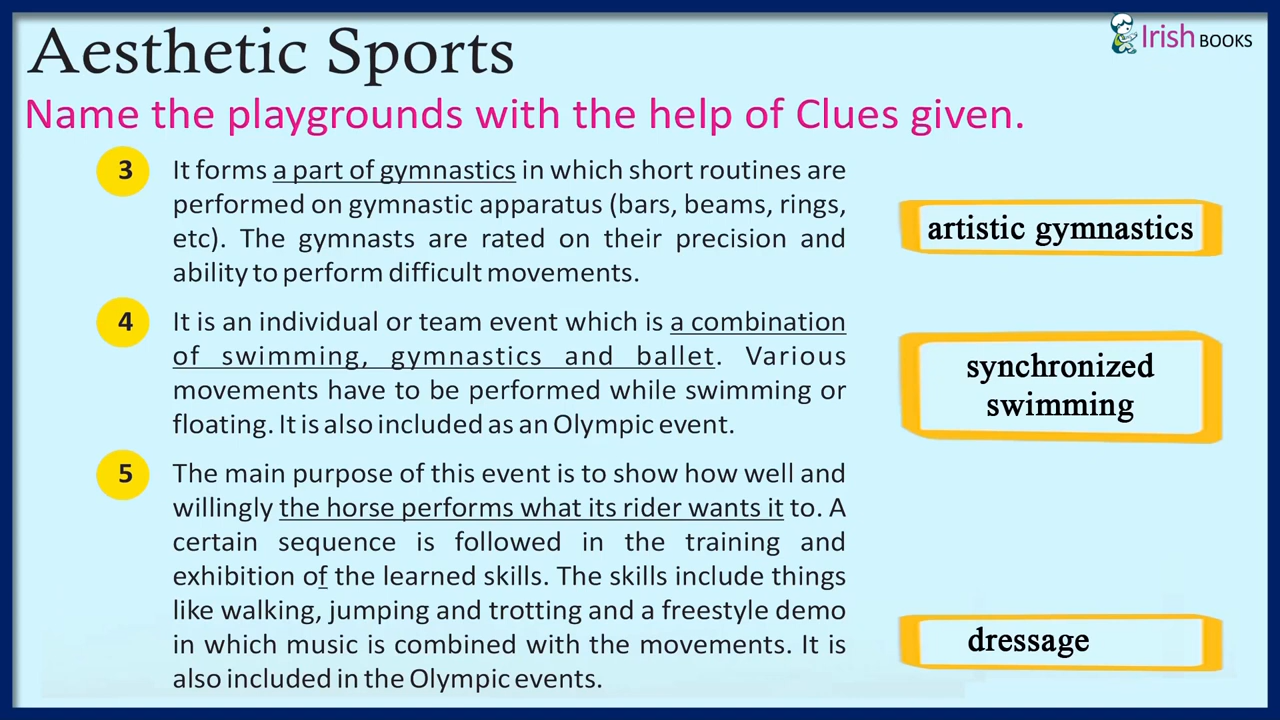 Aesthetic Sports
Irish BOOKS
Name the playgrounds with the help of Clues given.
3 It forms a part of gymnastics in which short routines are
performed on gymnastic apparatus (bars, beams, rings,
etc). The gymnasts are rated on their precision and
ability to perform difficult movements.
artistic gymnastics
4 It is an individual or team event which is a combination
of swimming, gymnastics and ballet. Various
movements have to be performed while swimming or
floating. It is also included as an Olympic event.
synchronized
swimming
5 The main purpose of this event is to show how well and
willingly the horse performs what its rider wants it to. A
certain sequence is followed in the training and
exhibition of the learned skills. The skills include things
like walking, jumping and trotting and a freestyle demo
in which music is combined with the movements. It is
also included in the Olympic events.
dressage